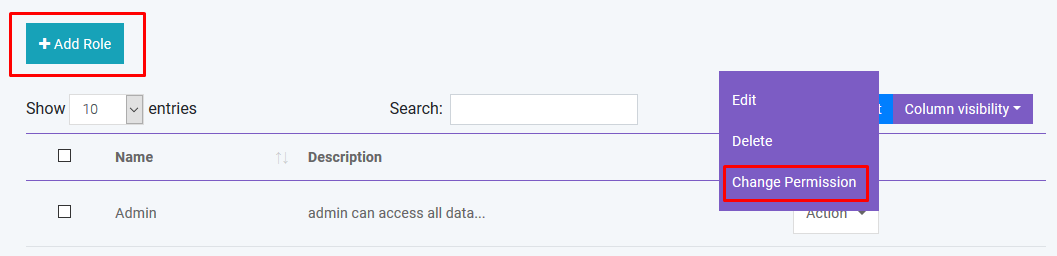 Add Role
Show 10 entries
Search:
Edit
Delete
Change Permission
Column visibility
Name
Description
Admin
admin can access all data...
Action